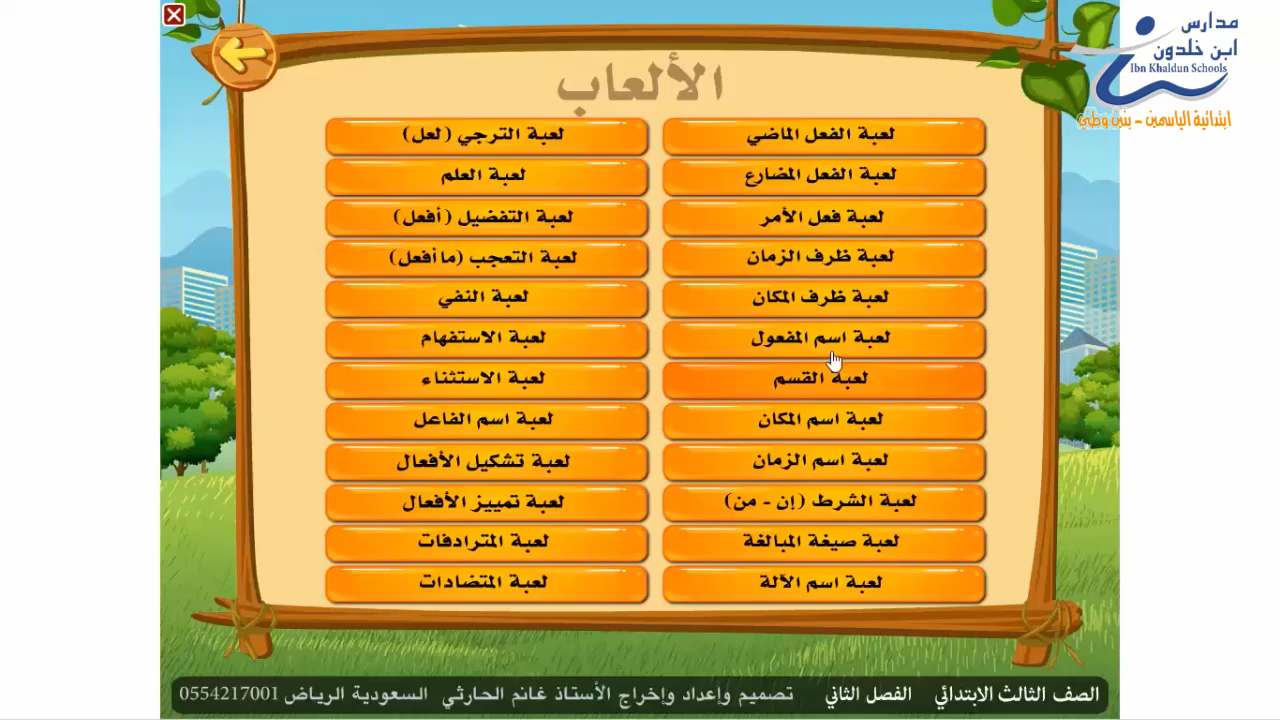 مدارس
ابن خلدون
Ibn Khaldun Schools
ابتدائية الياسمين - بنين وطني
الألعاب
لعبة الفعل الماضي
لعبة الترجي (لعل)
لعبة الفعل المضارع
لعبة العلم
لعبة فعل الأمر
لعبة التفضيل (أفعل)
لعبة ظرف الزمان
لعبة التعجب (ما أفعل)
لعبة ظرف المكان
لعبة النفي
لعبة اسم المفعول
لعبة الاستفهام
لعبة القسم
لعبة الاستثناء
لعبة اسم المكان
لعبة اسم الفاعل
لعبة اسم الزمان
لعبة تشكيل الأفعال
لعبة الشرط (إن - من)
لعبة تمييز الأفعال
لعبة صيغة المبالغة
لعبة المترادفات
لعبة اسم الآلة
لعبة المتضادات
الصف الثالث الابتدائي الفصل الثاني تصميم وإعداد وإخراج الأستاذ غانم الحارثي السعودية الرياض 0554217001